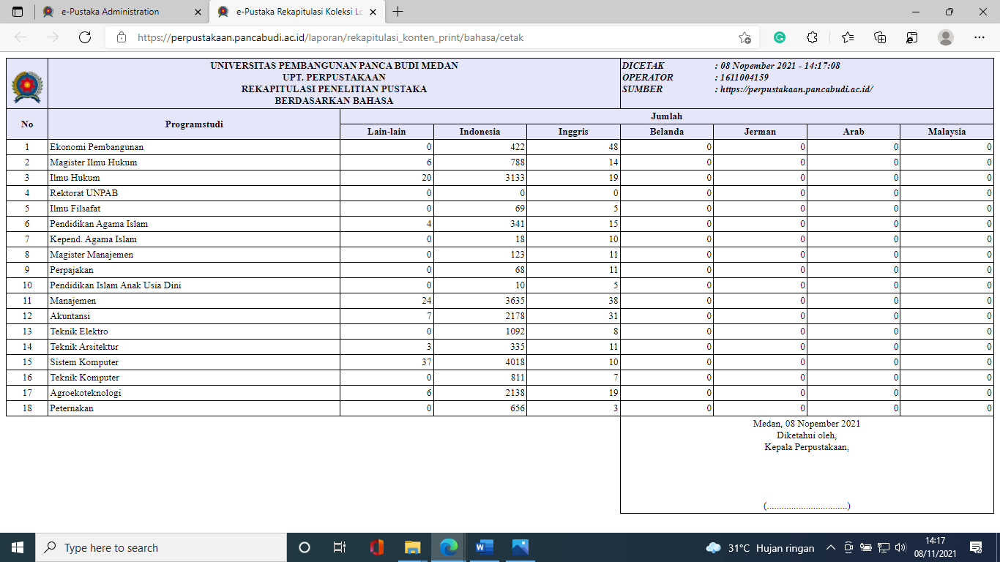 e-Pustaka Administration
e-Pustaka Rekapitulasi Koleksi Lo
https://perpustakaan.pancabudi.ac.id/laporan/rekapitulasi_konten_print/bahasa/cetak
UNIVERSITAS PEMBANGUNAN PANCA BUDI MEDAN
UPT. PERPUSTAKAAN
REKAPITULASI PENELITIAN PUSTAKA
BERDASARKAN BAHASA
DICETAK : 08 Nopember 2021 - 14:17:08
OPERATOR : 1611004159
SUMBER : https://perpustakaan.pancabudi.ac.id/
No Programstudi Jumlah
Lain-lain Indonesia Inggris Belanda Jerman Arab Malaysia
1 Ekonomi Pembangunan 0 422 48 0 0 0 0
2 Magister Ilmu Hukum 6 788 14 0 0 0 0
3 Ilmu Hukum 20 3133 19 0 0 0 0
4 Rektorat UNPAB 0 0 0 0 0 0 0
5 Ilmu Filsafat 0 69 5 0 0 0 0
6 Pendidikan Agama Islam 4 341 15 0 0 0 0
7 Kepend. Agama Islam 0 18 10 0 0 0 0
8 Magister Manajemen 0 123 11 0 0 0 0
9 Perpajakan 0 68 11 0 0 0 0
10 Pendidikan Islam Anak Usia Dini 0 10 5 0 0 0 0
11 Manajemen 24 3635 38 0 0 0 0
12 Akuntansi 7 2178 31 0 0 0 0
13 Teknik Elektro 0 1092 8 0 0 0 0
14 Teknik Arsitektur 3 335 11 0 0 0 0
15 Sistem Komputer 37 4018 10 0 0 0 0
16 Teknik Komputer 0 811 7 0 0 0 0
17 Agroekoteknologi 6 2138 19 0 0 0 0
18 Peternakan 0 656 3 0 0 0 0
Medan, 08 Nopember 2021
Diketahui oleh,
Kepala Perpustakaan,
(.................................)
Type here to search
31°C Hujan ringan
14:17
08/11/2021